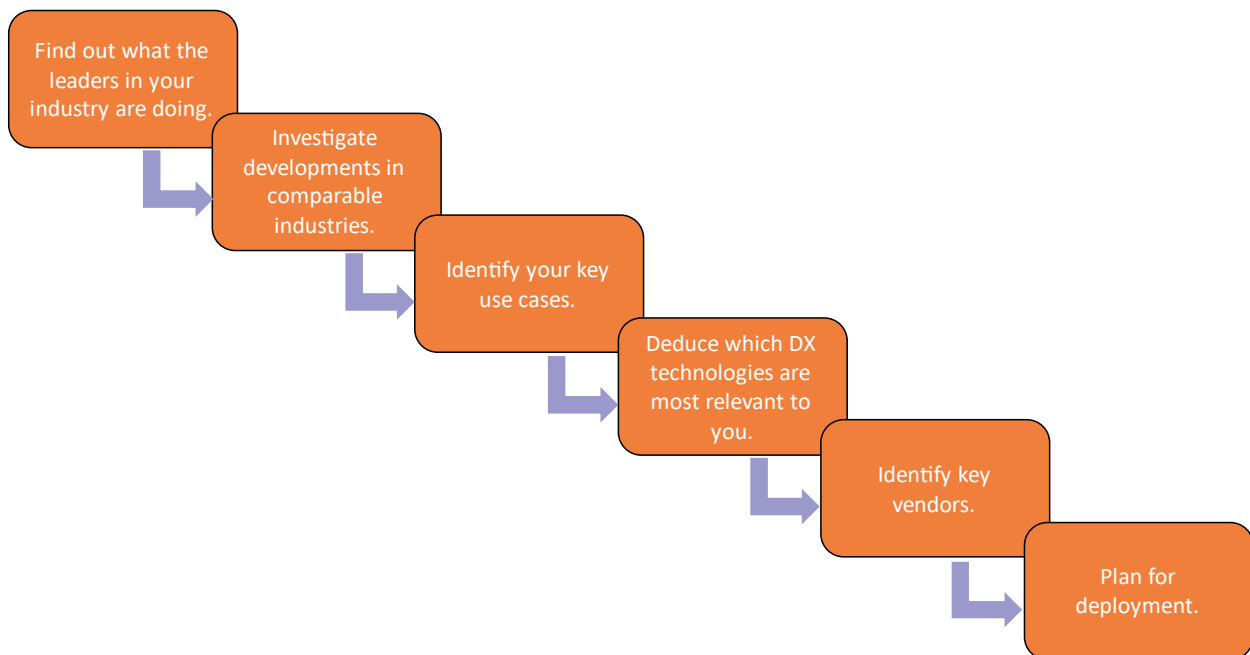 Find out what the
leaders in your
industry are doing.
Investigate
developments in
comparable
industries.
Identify your key
use cases.
Deduce which DX
technologies are
most relevant to
you.
Identify key
vendors.
Plan for
deployment.